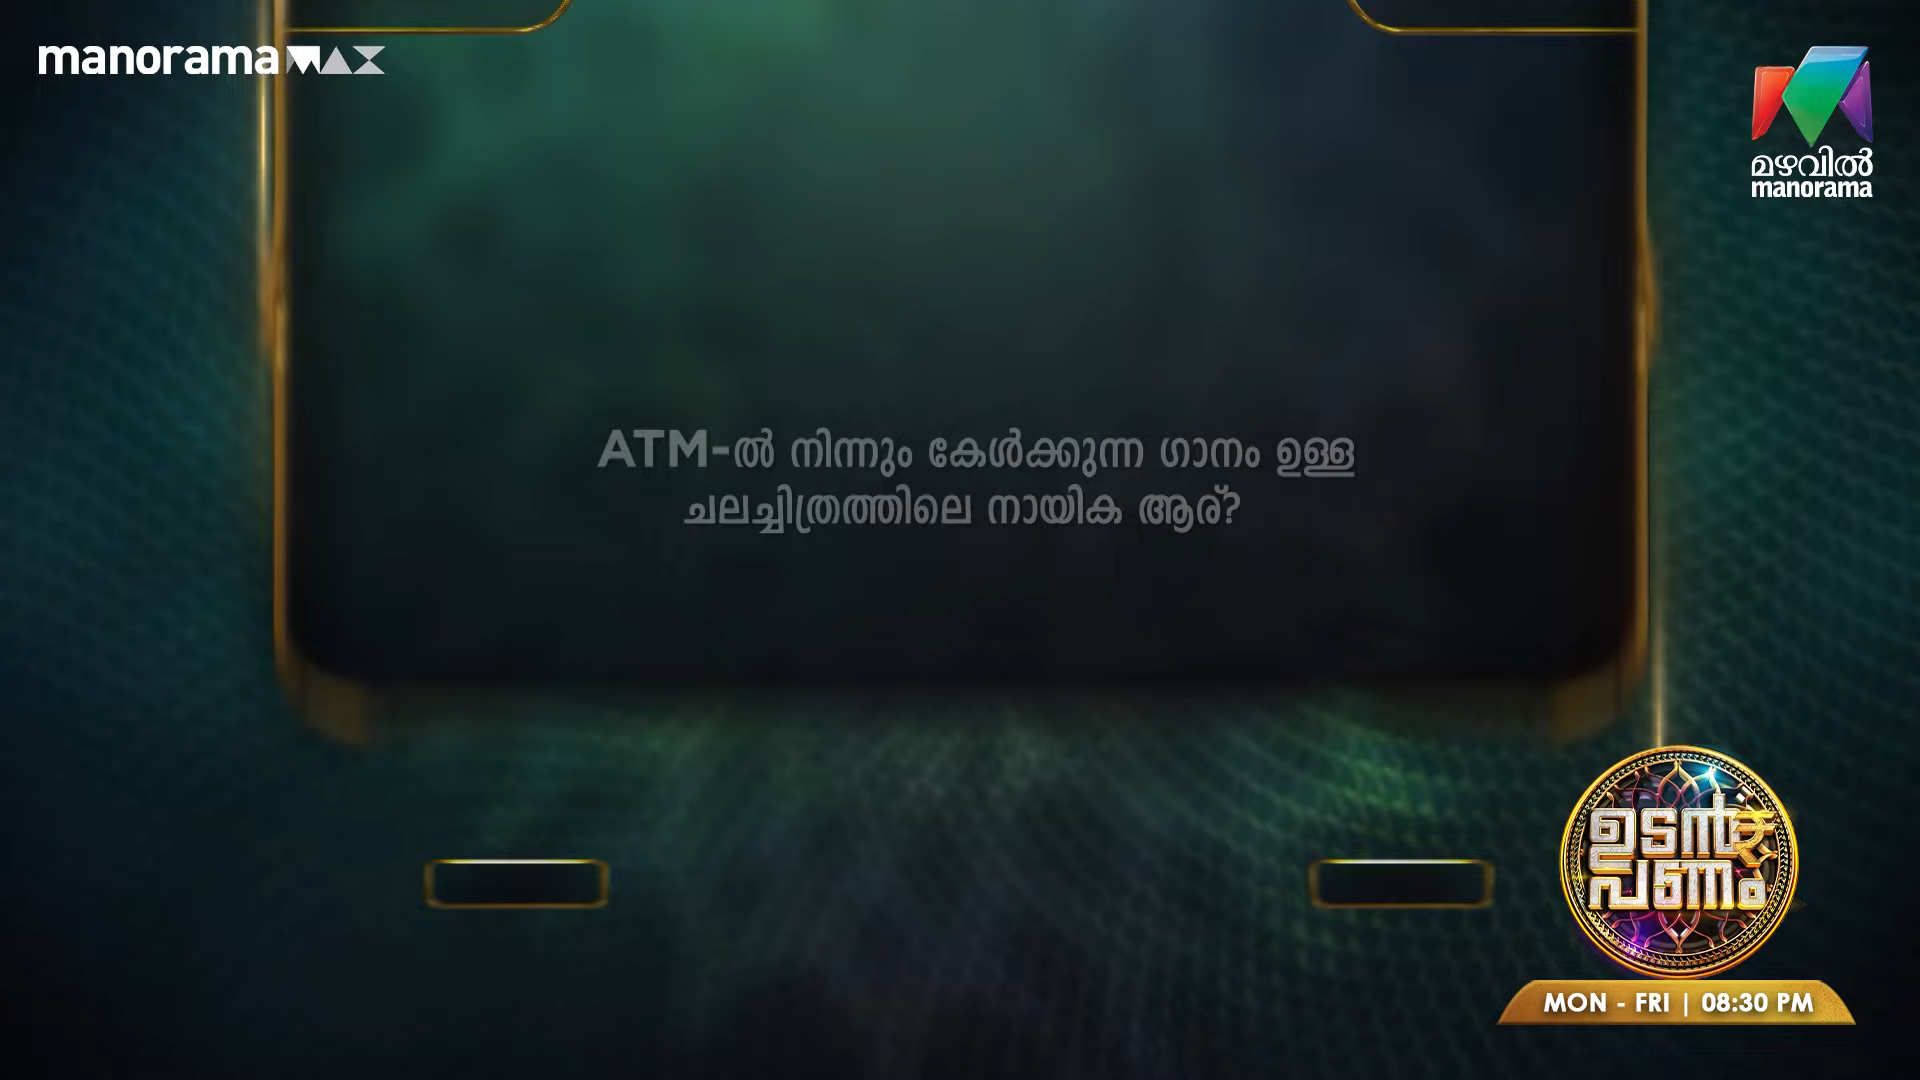 manorama MAX
മഴവിൽ
manorama
ATM-ൽ നിന്നും കേൾക്കുന്ന ഗാനം ഉള്ള
ചലച്ചിത്രത്തിലെ നായിക ആര്?
ഉടൻ
പണം
MON - FRI | 08:30 PM